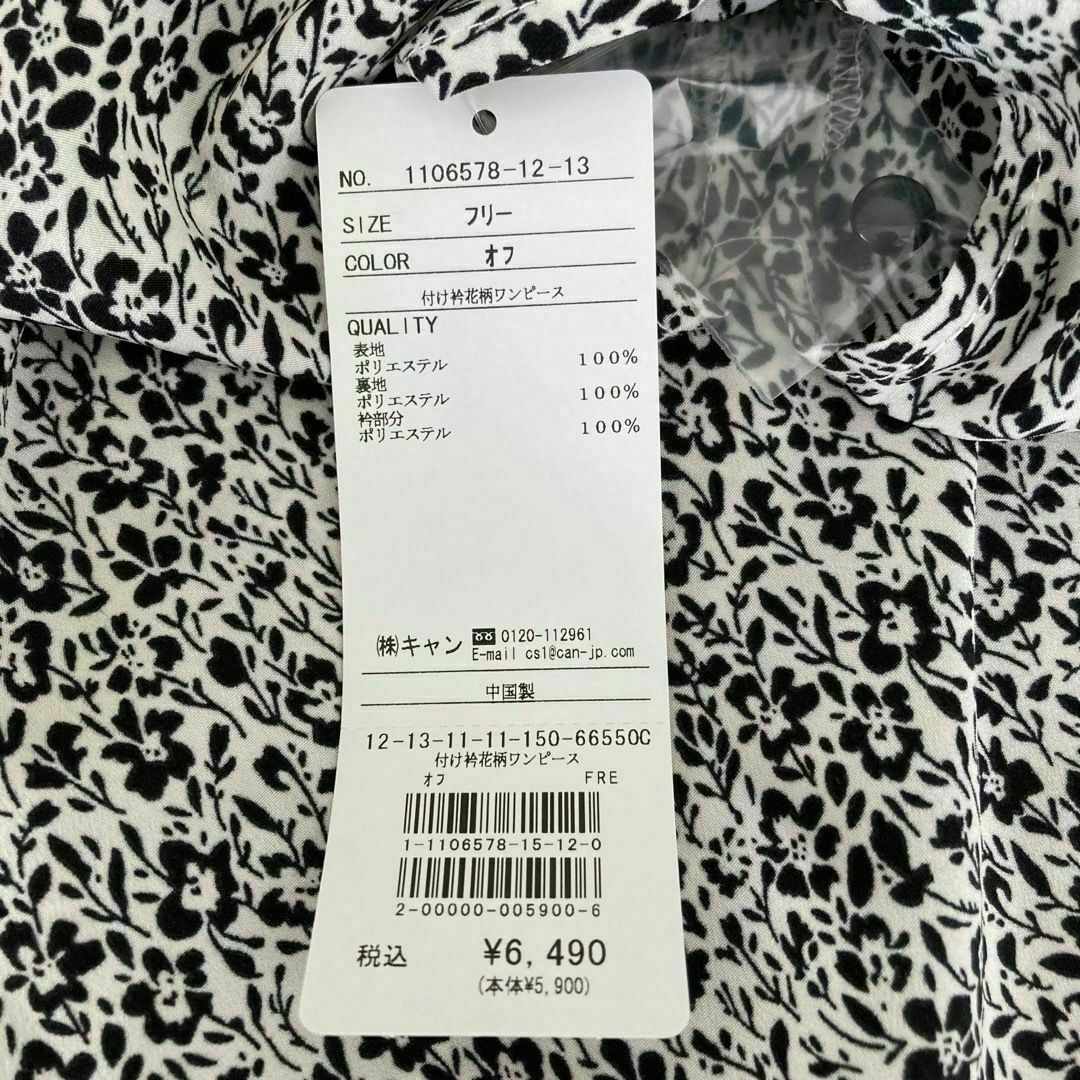 NO. 1106578-12-13
SIZE フリー
COLOR オフ
付け衿花柄ワンピース
QUALITY
表地
ポリエステル 100%
裏地
ポリエステル 100%
衿部分
ポリエステル 100%
㈱キャン 0120-112961
E-mail cs1@can-jp.com
中国製
12-13-11-11-150-66550C
付け衿花柄ワンピース
オフ FRE
1-1106578-15-12-0
2-00000-005900-6
税込 ¥6,490
(本体¥5,900)